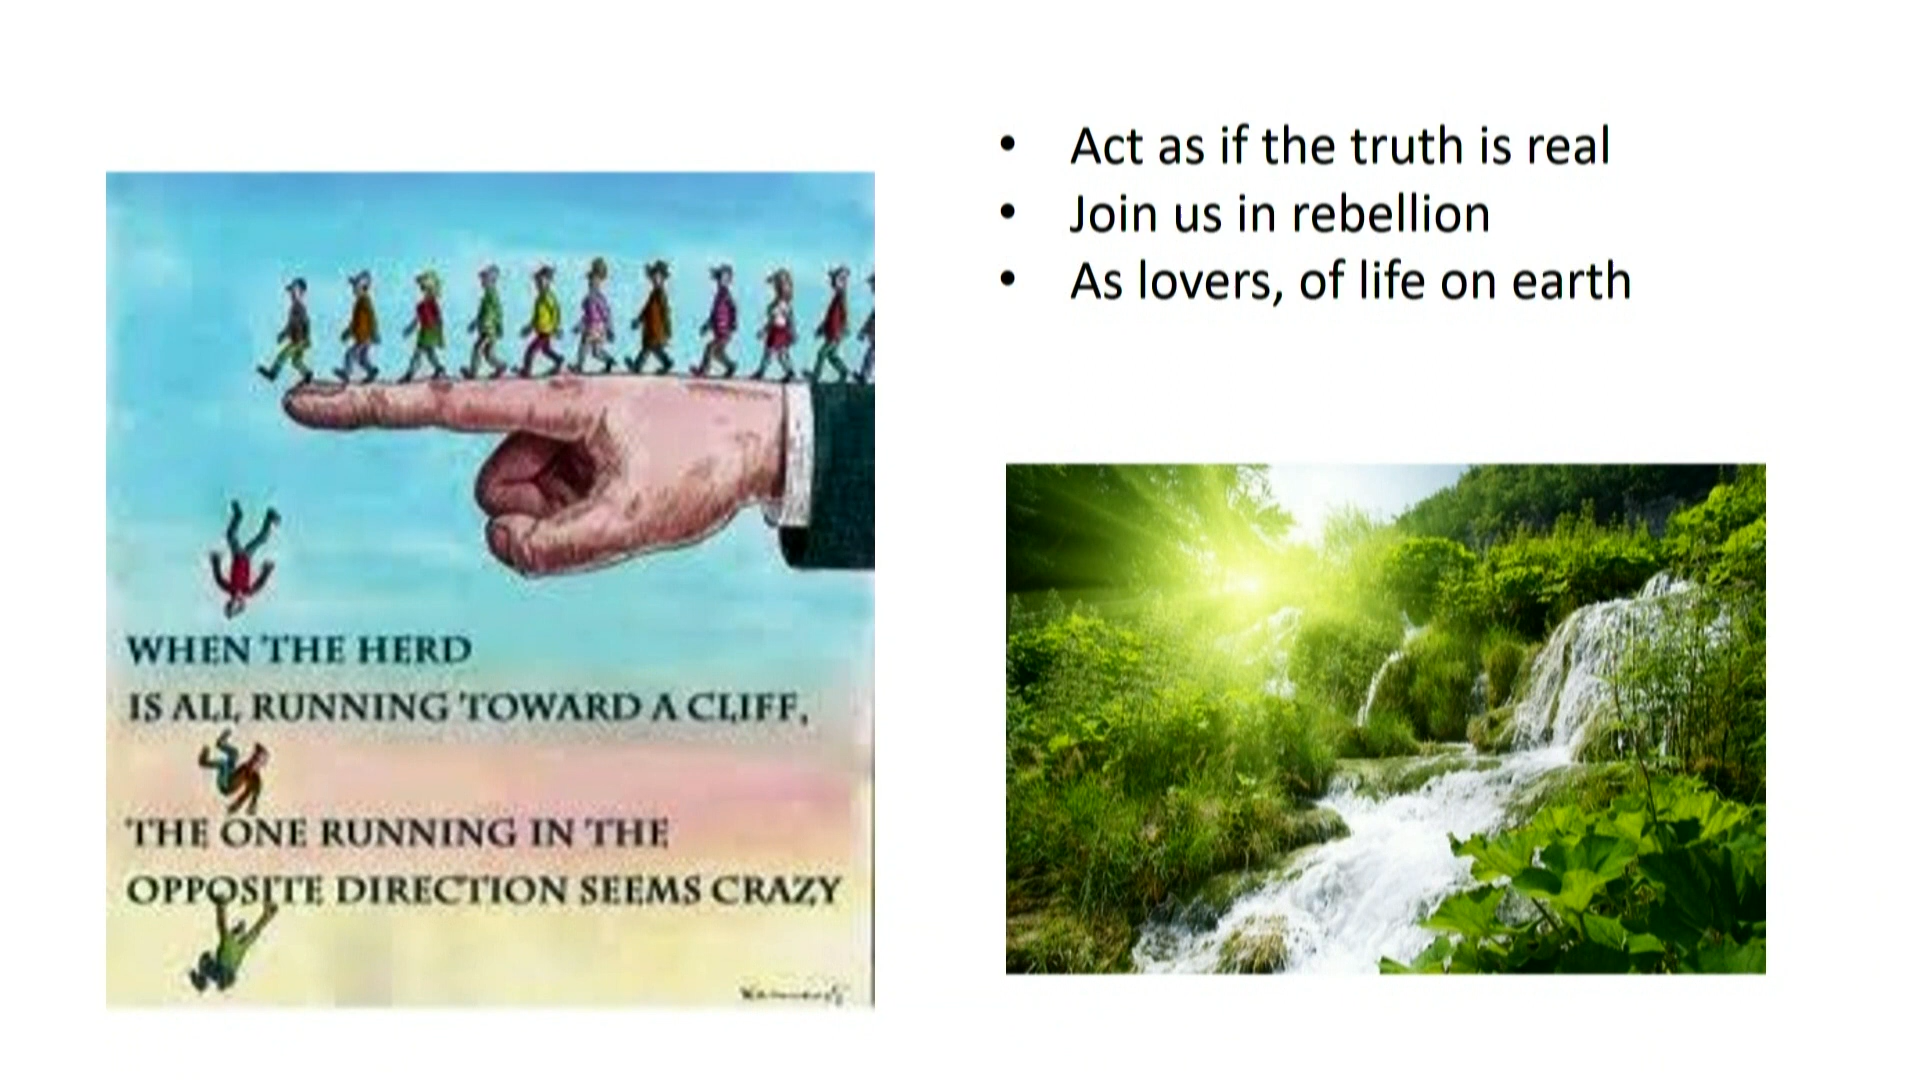 WHEN THE HERD
IS ALL RUNNING TOWARD A CLIFF,
THE ONE RUNNING IN THE
OPPOSITE DIRECTION SEEMS CRAZY
• Act as if the truth is real
• Join us in rebellion
• As lovers, of life on earth